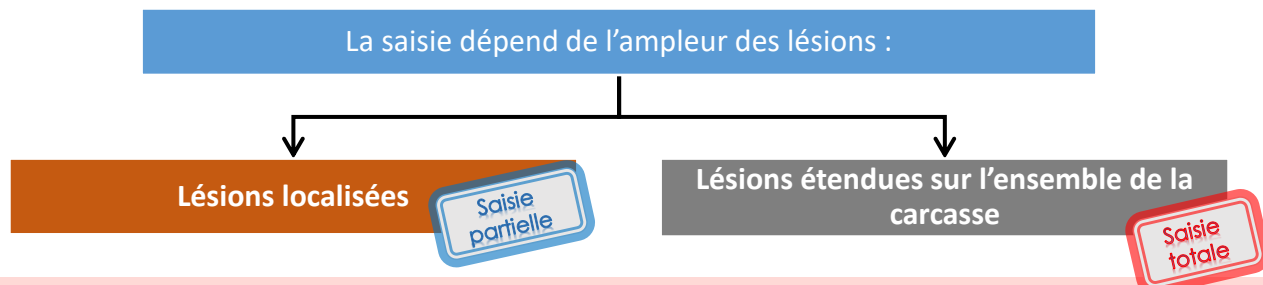 La saisie dépend de l’ampleur des lésions :
Lésions localisées
Saisie
partielle
Lésions étendues sur l’ensemble de la
carcasse
Saisie
totale